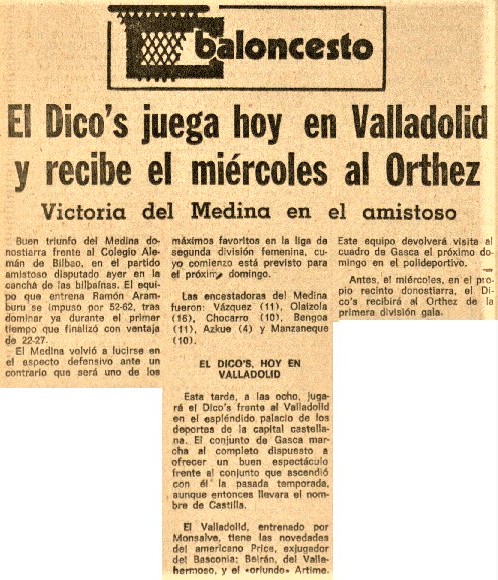 baloncesto
El Dico's juega hoy en Valladolid
y recibe el miércoles al Orthez
Victoria del Medina en el amistoso
Buen triunfo del Medina do-
nostiarra frente al Colegio Ale-
mán de Bilbao, en el partido
amistoso disputado ayer en la
cancha de las bilbaínas. El equi-
po que entrena Ramón Aram-
buru se impuso por 52-62, tras
dominar ya durante el primer
tiempo que finalizó con ventaja
de 22-27.
El Medina volvió a lucirse en
el aspecto defensivo ante un
contrario que será uno de los
máximos favoritos en la liga de
segunda división femenina, cu-
yo comienzo está previsto para
el próximo domingo.
Las encestadoras del Medina
fueron: Vázquez (11), Olaizola
(15), Chocarro (10), Bengoa
(11), Azkue (4) y Manzaneque
(10).
EL DICO'S, HOY EN
VALLADOLID
Esta tarde, a las ocho, juga-
rá el Dico's frente al Valladolid
en el espléndido palacio de los
deportes de la capital castella-
na. El conjunto de Gasca mar-
cha al completo dispuesto a
ofrecer un buen espectáculo
frente al conjunto que ascendió
con él la pasada temporada,
aunque entonces llevara el nom-
bre de Castilla.
El Valladolid, entrenado por
Monsalve, tiene las novedades
del americano Price, exjugador
del Basconia; Beirán, del Valle-
hermoso, y el «oriundo» Artime.
Este equipo devolverá visita al
cuadro de Gasca el próximo do-
mingo en el polideportivo.
Antes, el miércoles, en el pro-
pio recinto donostiarra, el Di-
co's recibirá al Orthez de la
primera división gala.